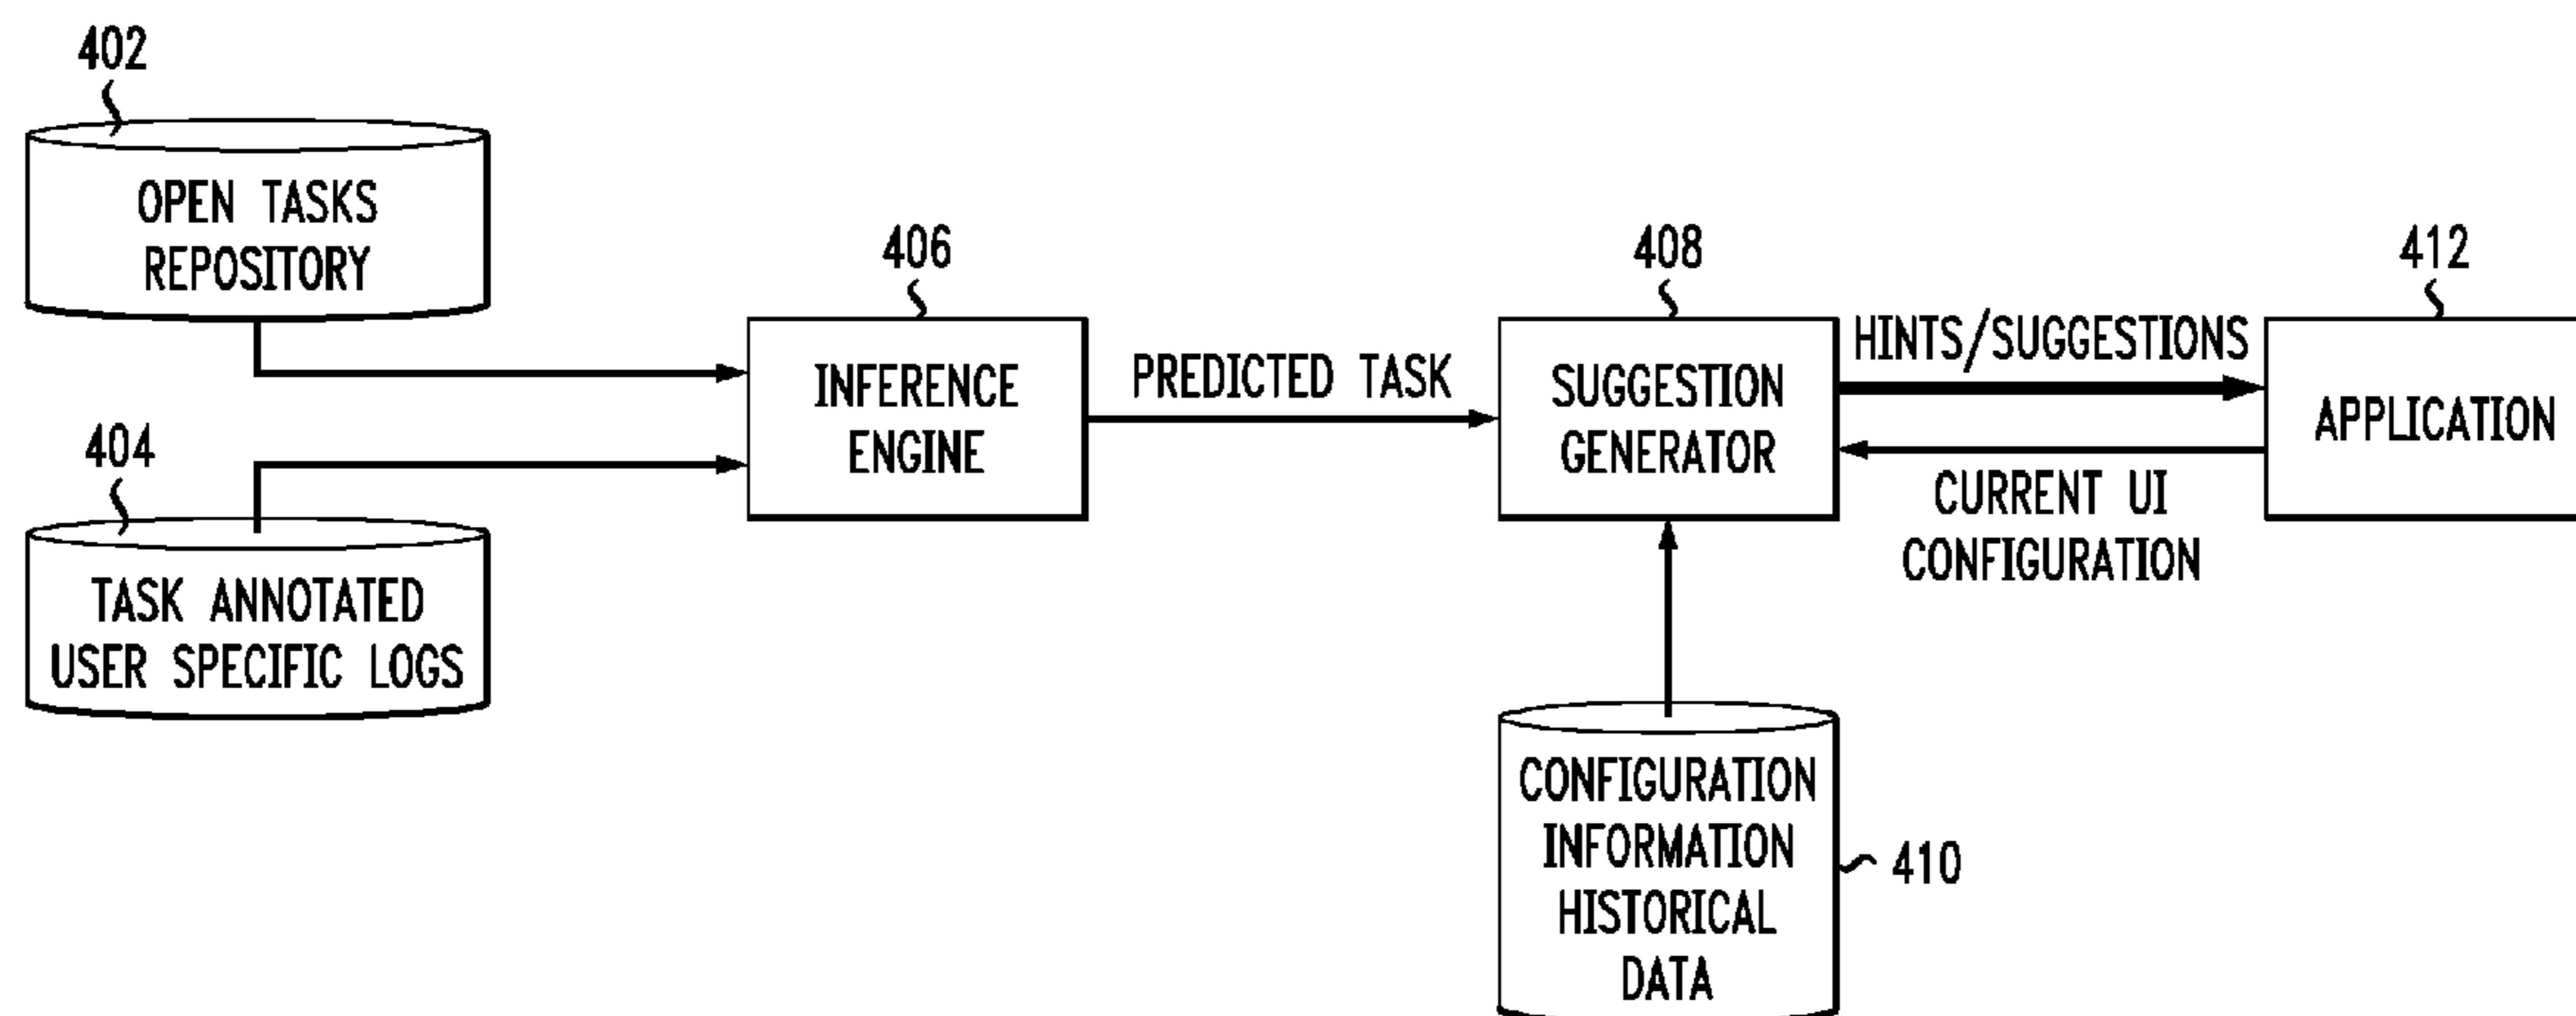 402
OPEN TASKS
REPOSITORY
404
TASK ANNOTATED
USER SPECIFIC LOGS
406
INFERENCE
ENGINE
PREDICTED TASK
408
SUGGESTION
GENERATOR
HINTS/SUGGESTIONS
CURRENT UI
CONFIGURATION
412
APPLICATION
CONFIGURATION
INFORMATION
HISTORICAL
DATA
410